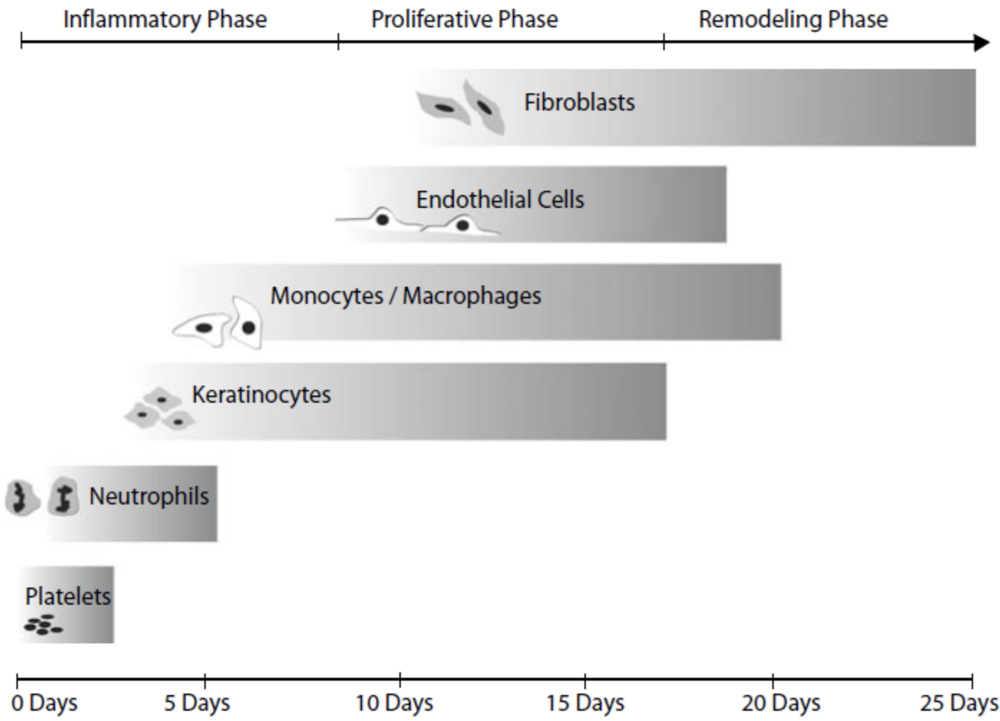 Inflammatory Phase
Proliferative Phase
Remodeling Phase
Fibroblasts
Endothelial Cells
Monocytes / Macrophages
Keratinocytes
Neutrophils
Platelets
0 Days
5 Days
10 Days
15 Days
20 Days
25 Days